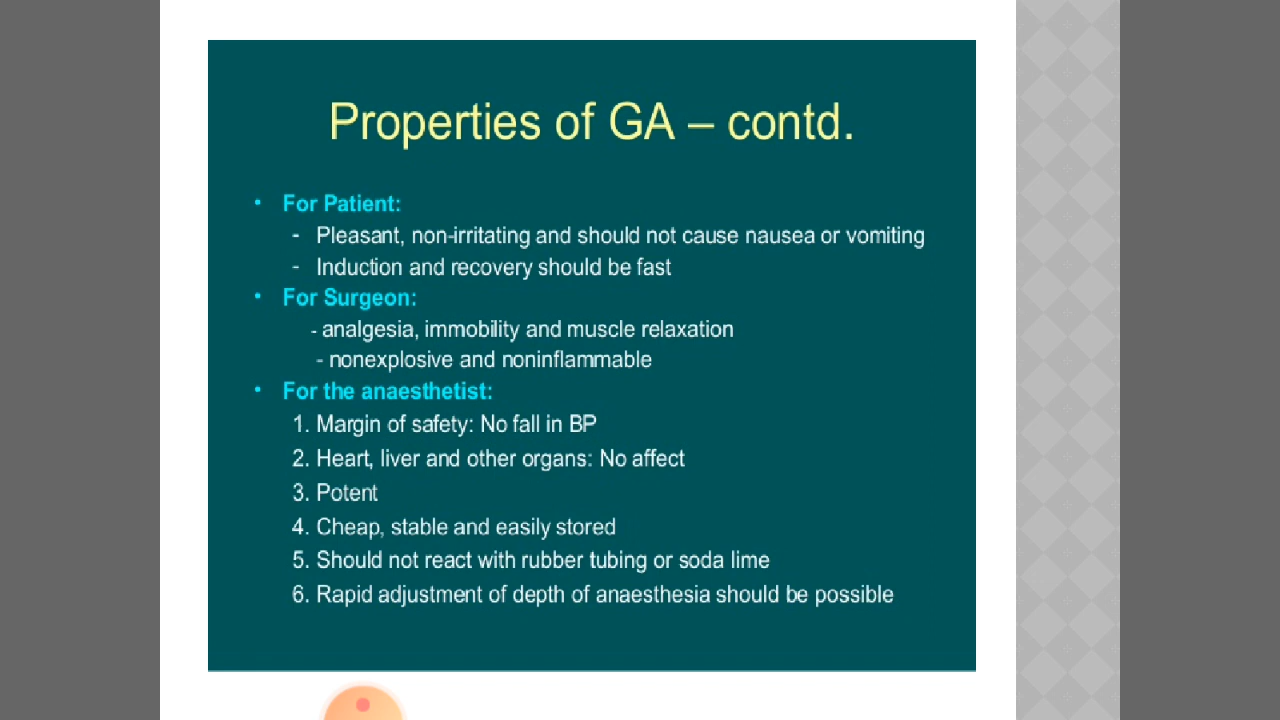 Properties of GA – contd.
• For Patient:
- Pleasant, non-irritating and should not cause nausea or vomiting
- Induction and recovery should be fast
• For Surgeon:
- analgesia, immobility and muscle relaxation
- nonexplosive and noninflammable
• For the anaesthetist:
1. Margin of safety: No fall in BP
2. Heart, liver and other organs: No affect
3. Potent
4. Cheap, stable and easily stored
5. Should not react with rubber tubing or soda lime
6. Rapid adjustment of depth of anaesthesia should be possible